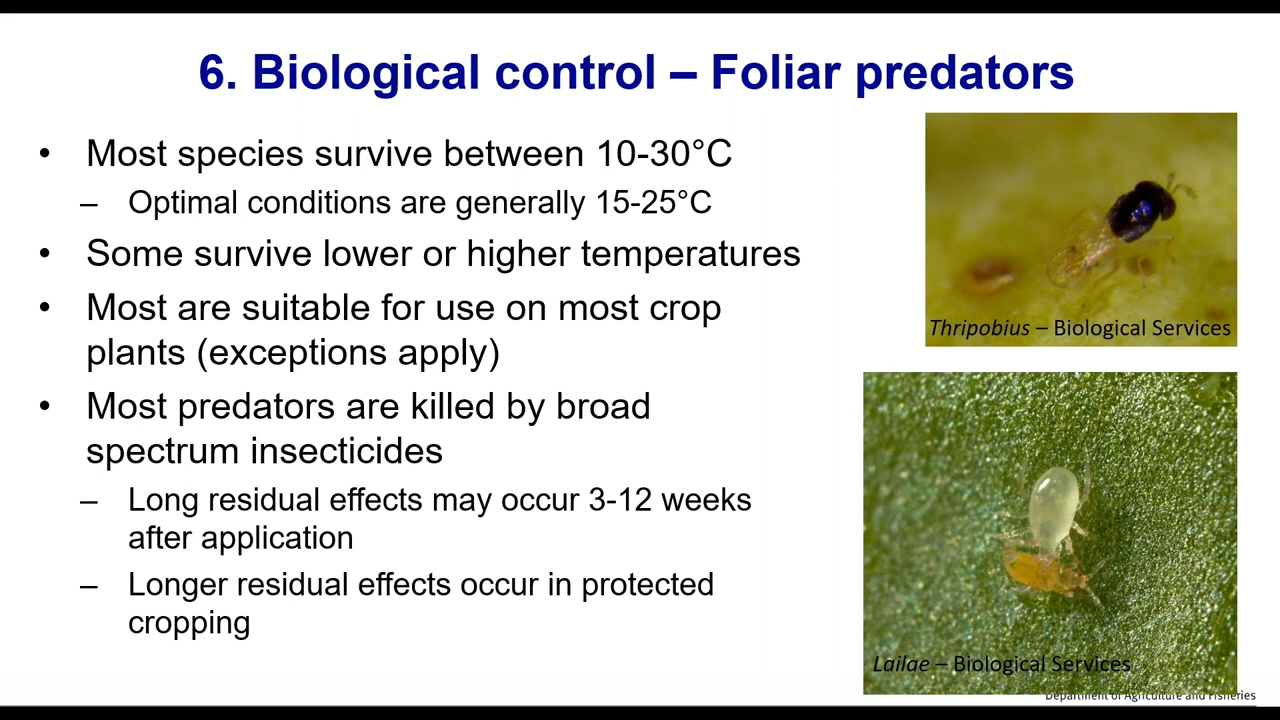 6. Biological control – Foliar predators
• Most species survive between 10-30°C
– Optimal conditions are generally 15-25°C
• Some survive lower or higher temperatures
• Most are suitable for use on most crop
plants (exceptions apply)
• Most predators are killed by broad
spectrum insecticides
– Long residual effects may occur 3-12 weeks
after application
– Longer residual effects occur in protected
cropping
Thripobius – Biological Services
Lailae – Biological Services
Department of Agriculture and Fisheries